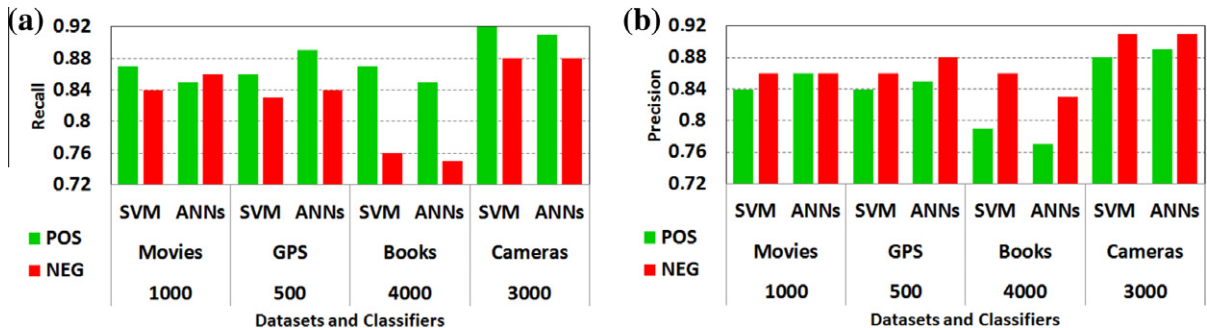 (a)
0.92
0.88
0.84
0.8
0.76
0.72
Recall
SVM ANNs SVM ANNs SVM ANNs SVM ANNs
POS
NEG
Movies GPS Books Cameras
1000 500 4000 3000
Datasets and Classifiers
(b)
0.92
0.88
0.84
0.8
0.76
0.72
Precision
SVM ANNs SVM ANNs SVM ANNs SVM ANNs
POS
NEG
Movies GPS Books Cameras
1000 500 4000 3000
Datasets and Classifiers